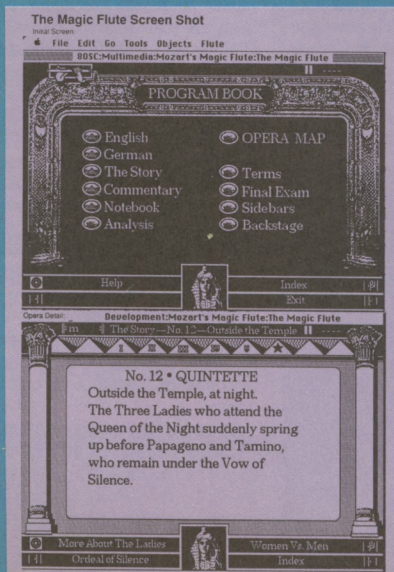 The Magic Flute Screen Shot
Initial Screen:
File Edit Go Tools Objects Flute
80SC:Multimedia:Mozart's Magic Flute:The Magic Flute
PROGRAM BOOK
English
German
The Story
Commentary
Notebook
Analysis
OPERA MAP
Terms
Final Exam
Sidebars
Backstage
Help
Index
Exit
Opera Detail:
Development:Mozart's Magic Flute:The Magic Flute
The Story—No. 12—Outside the Temple
No. 12 • QUINTETTE
Outside the Temple, at night.
The Three Ladies who attend the
Queen of the Night suddenly spring
up before Papageno and Tamino,
who remain under the Vow of
Silence.
More About The Ladies
Women Vs. Men
Ordeal of Silence
Index